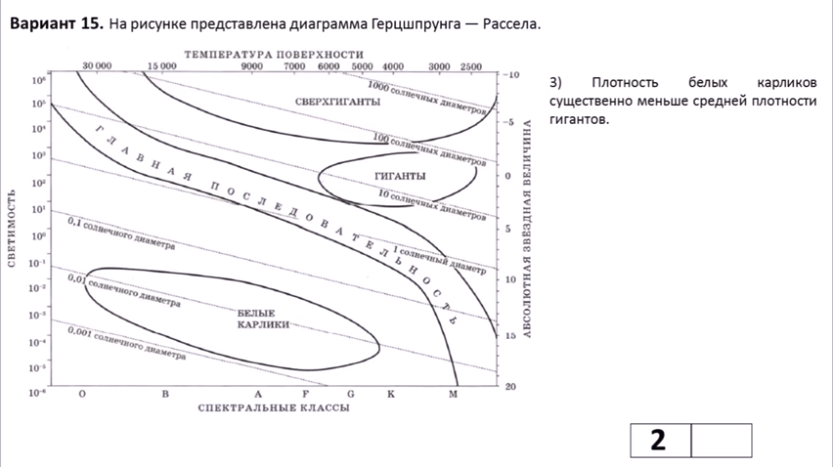 Вариант 15. На рисунке представлена диаграмма Герцшпрунга — Рассела.
ТЕМПЕРАТУРА ПОВЕРХНОСТИ
30 000 15 000 9000 7000 6000 5000 4000 3000 2500
10⁶
10⁵
10⁴
10³
10²
10¹
10⁰
10⁻¹
10⁻²
10⁻³
10⁻⁴
10⁻⁵
10⁻⁶
СВЕТИМОСТЬ
1000 солнечных диаметров
СВЕРХГИГАНТЫ
100 солнечных диаметров
ГИГАНТЫ
10 солнечных диаметров
ГЛАВНАЯ ПОСЛЕДОВАТЕЛЬНОСТЬ
1 солнечный диаметр
0,1 солнечного диаметра
0,01 солнечного диаметра
БЕЛЫЕ
КАРЛИКИ
0,001 солнечного диаметра
-10
-5
0
5
10
15
20
АБСОЛЮТНАЯ ЗВЁЗДНАЯ ВЕЛИЧИНА
O B A F G K M
СПЕКТРАЛЬНЫЕ КЛАССЫ
3) Плотность белых карликов
существенно меньше средней плотности
гигантов.
2